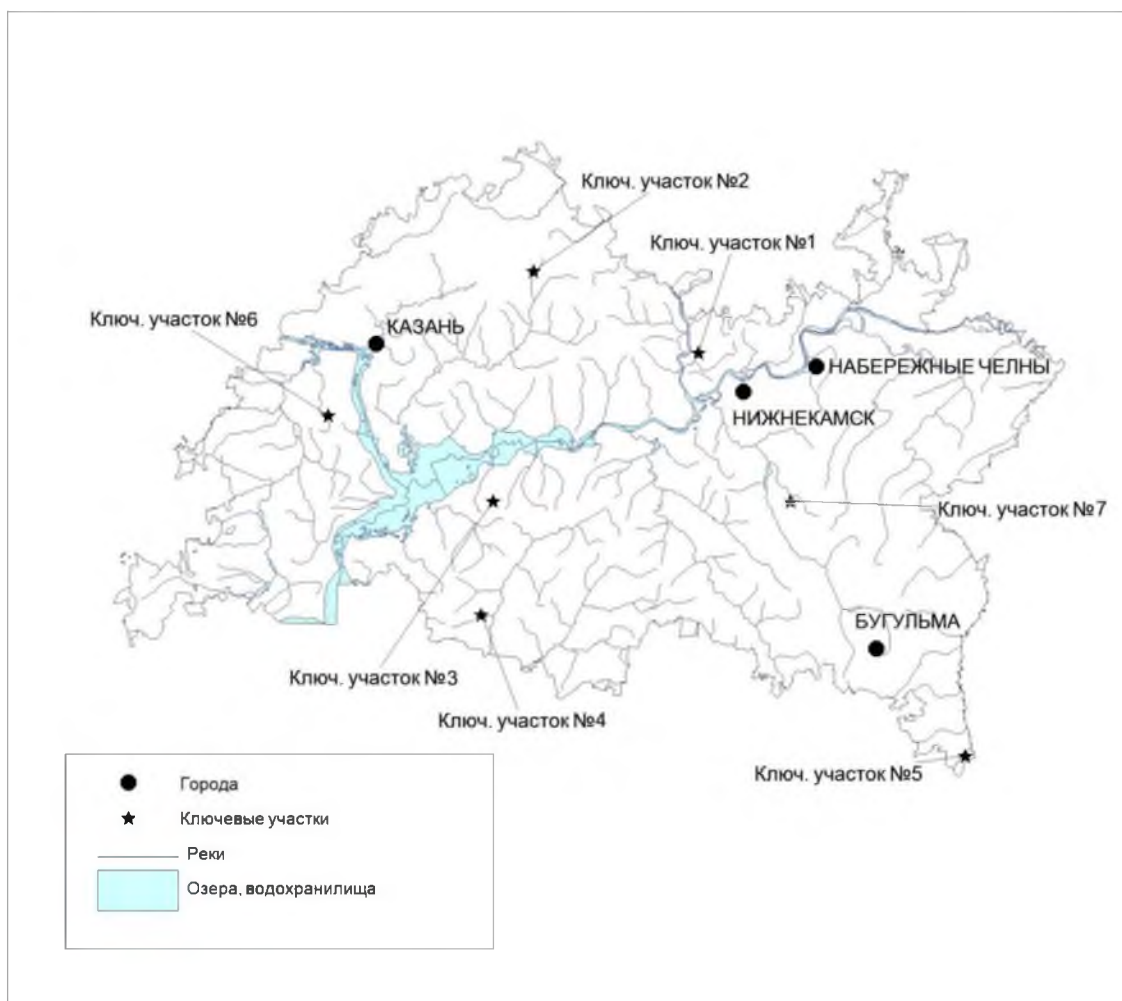 Ключ. участок №2
Ключ. участок №1
Ключ. участок №6
КАЗАНЬ
НАБЕРЕЖНЫЕ ЧЕЛНЫ
НИЖНЕКАМСК
Ключ. участок №7
БУГУЛЬМА
Ключ. участок №3
Ключ. участок №4
Ключ. участок №5
Города
Ключевые участки
Реки
Озера, водохранилища